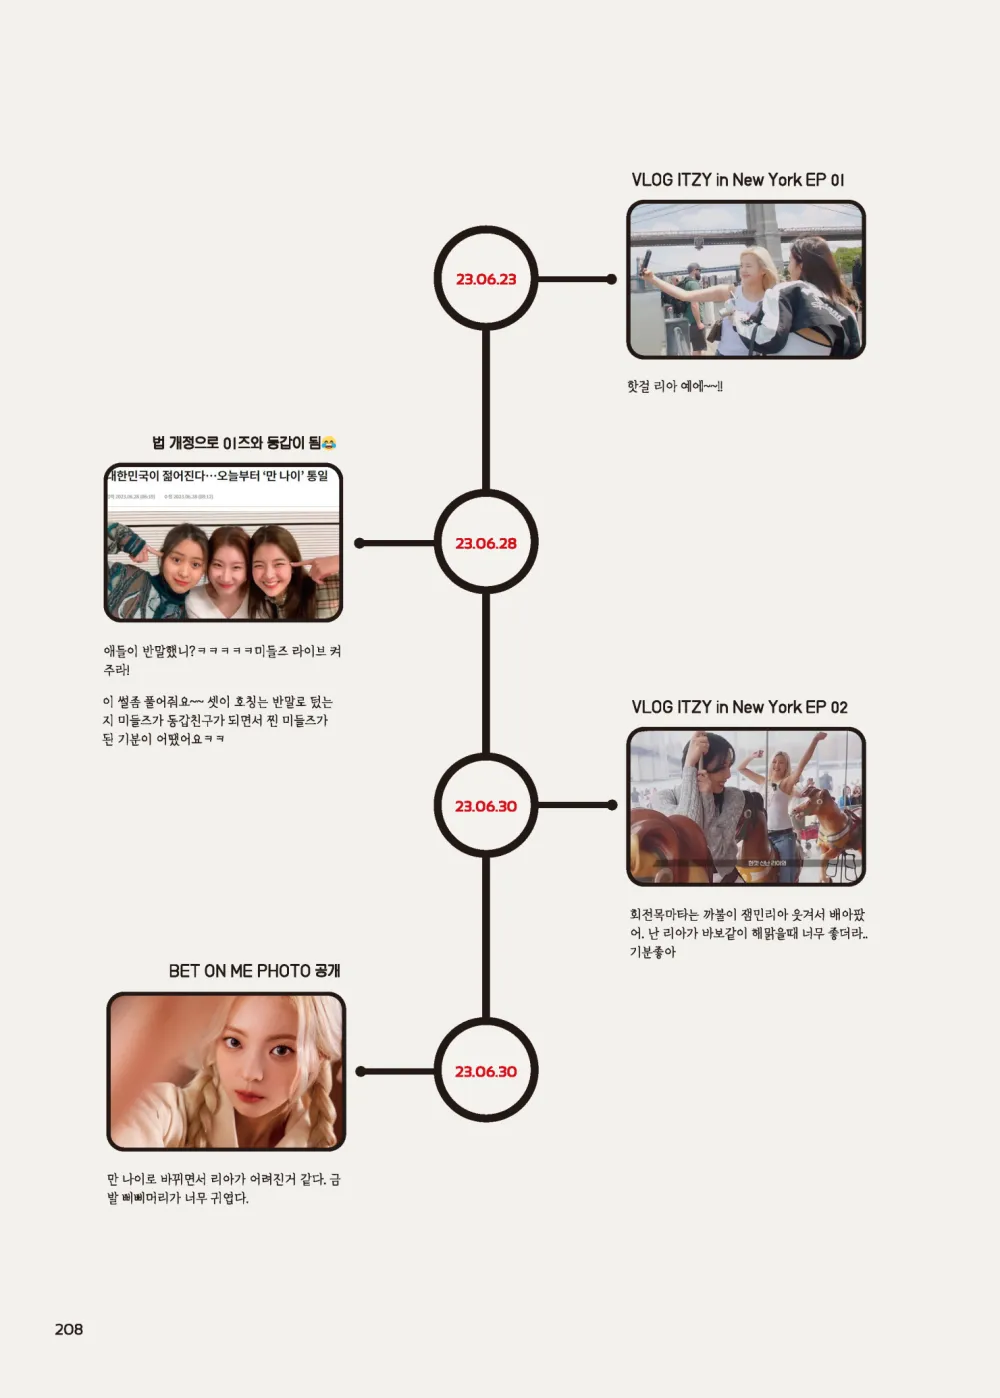 VLOG ITZY in New York EP 01
23.06.23
핫걸 리아 예에~~!!
법 개정으로 이즈와 동갑이 됨😂
대한민국이 젊어진다…오늘부터 ‘만 나이’ 통일
23.06.28
애들이 반말했니?ㅋㅋㅋㅋㅋ미들즈 라이브 켜
주라!
이 썰좀 풀어줘요~~ 셋이 호칭는 반말로 텄는
지 미들즈가 동갑친구가 되면서 찐 미들즈가
된 기분이 어땠어요ㅋㅋ
VLOG ITZY in New York EP 02
23.06.30
회전목마타는 까불이 잼민리아 웃겨서 배아팠
어. 난 리아가 바보같이 해맑을때 너무 좋더라..
기분좋아
BET ON ME PHOTO 공개
23.06.30
만 나이로 바뀌면서 리아가 어려진거 같다. 금
발 삐삐머리가 너무 귀엽다.
208